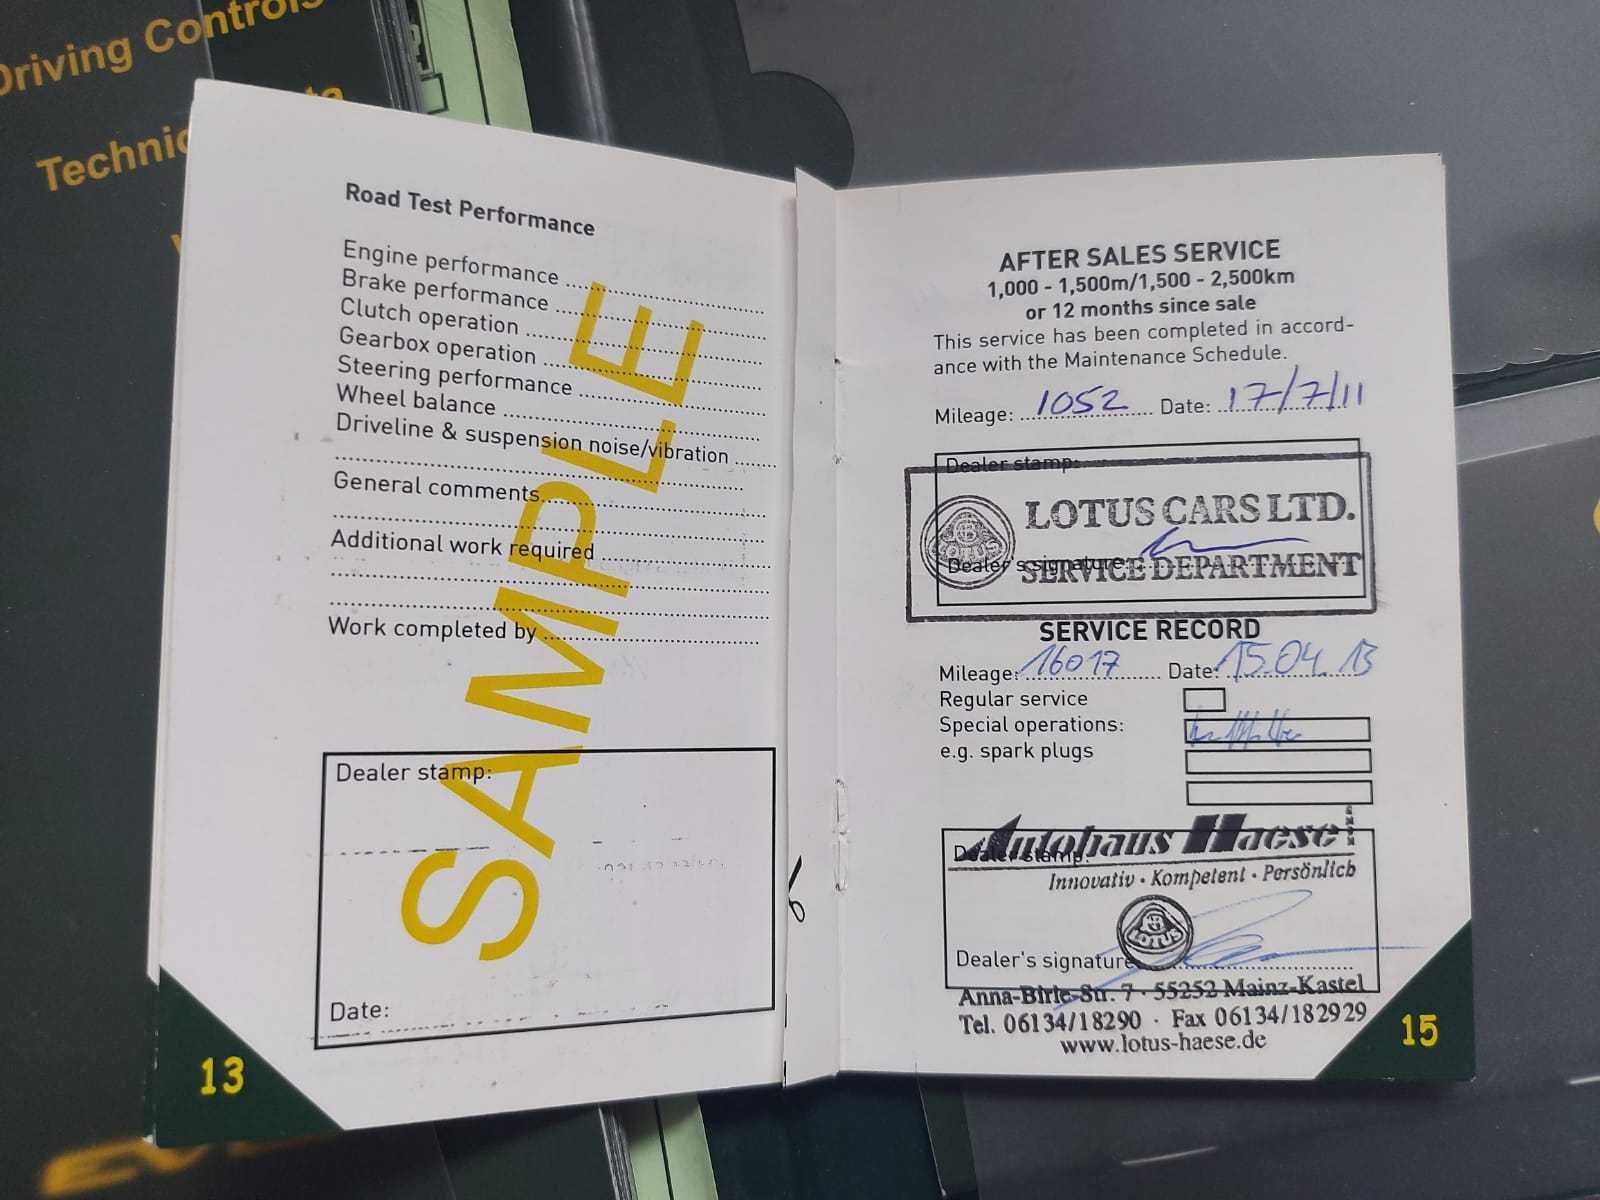 Driving Controls
Technic
Road Test Performance
Engine performance
Brake performance
Clutch operation
Gearbox operation
Steering performance
Wheel balance
Driveline & suspension noise/vibration
General comments
Additional work required
Work completed by
SAMPLE
Dealer stamp:
Date:
13
AFTER SALES SERVICE
1,000 - 1,500m/1,500 - 2,500km
or 12 months since sale
This service has been completed in accord-
ance with the Maintenance Schedule.
Mileage: 1052 Date: 17/7/11
Dealer stamp:
LOTUS
LOTUS CARS LTD.
Dealer's signature:
SERVICE DEPARTMENT
SERVICE RECORD
Mileage: 16017 Date: 15.04.13
Regular service
Special operations:
e.g. spark plugs
Autohaus Haese
Dealer stamp:
Innovativ · Kompetent · Persönlich
LOTUS
Dealer's signature
Anna-Birle-Str. 7 · 55252 Mainz-Kastel
Tel. 06134/18290 · Fax 06134/182929
www.lotus-haese.de
15